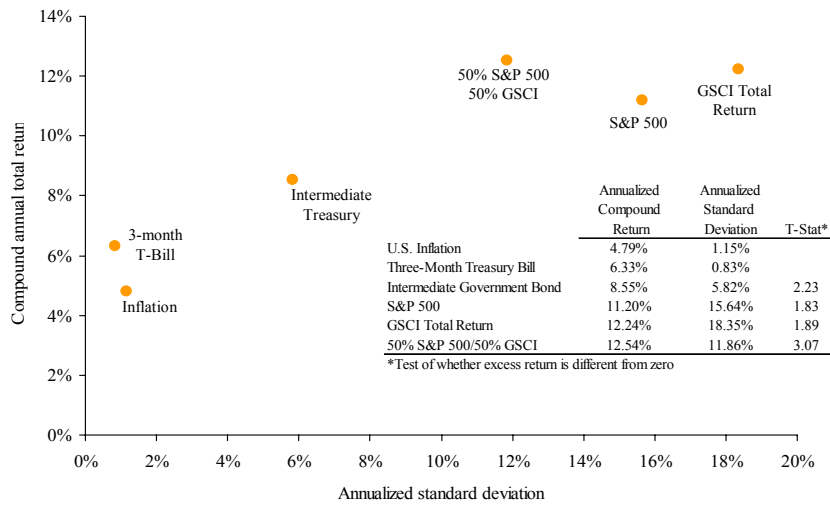 14%
12%
10%
8%
6%
4%
2%
0%
Compound annual total return
50% S&P 500
50% GSCI
S&P 500
GSCI Total
Return
Intermediate
Treasury
3-month
T-Bill
Inflation
Annualized Annualized
Compound Standard
Return Deviation T-Stat*
U.S. Inflation 4.79% 1.15%
Three-Month Treasury Bill 6.33% 0.83%
Intermediate Government Bond 8.55% 5.82% 2.23
S&P 500 11.20% 15.64% 1.83
GSCI Total Return 12.24% 18.35% 1.89
50% S&P 500/50% GSCI 12.54% 11.86% 3.07
*Test of whether excess return is different from zero
0% 2% 4% 6% 8% 10% 12% 14% 16% 18% 20%
Annualized standard deviation